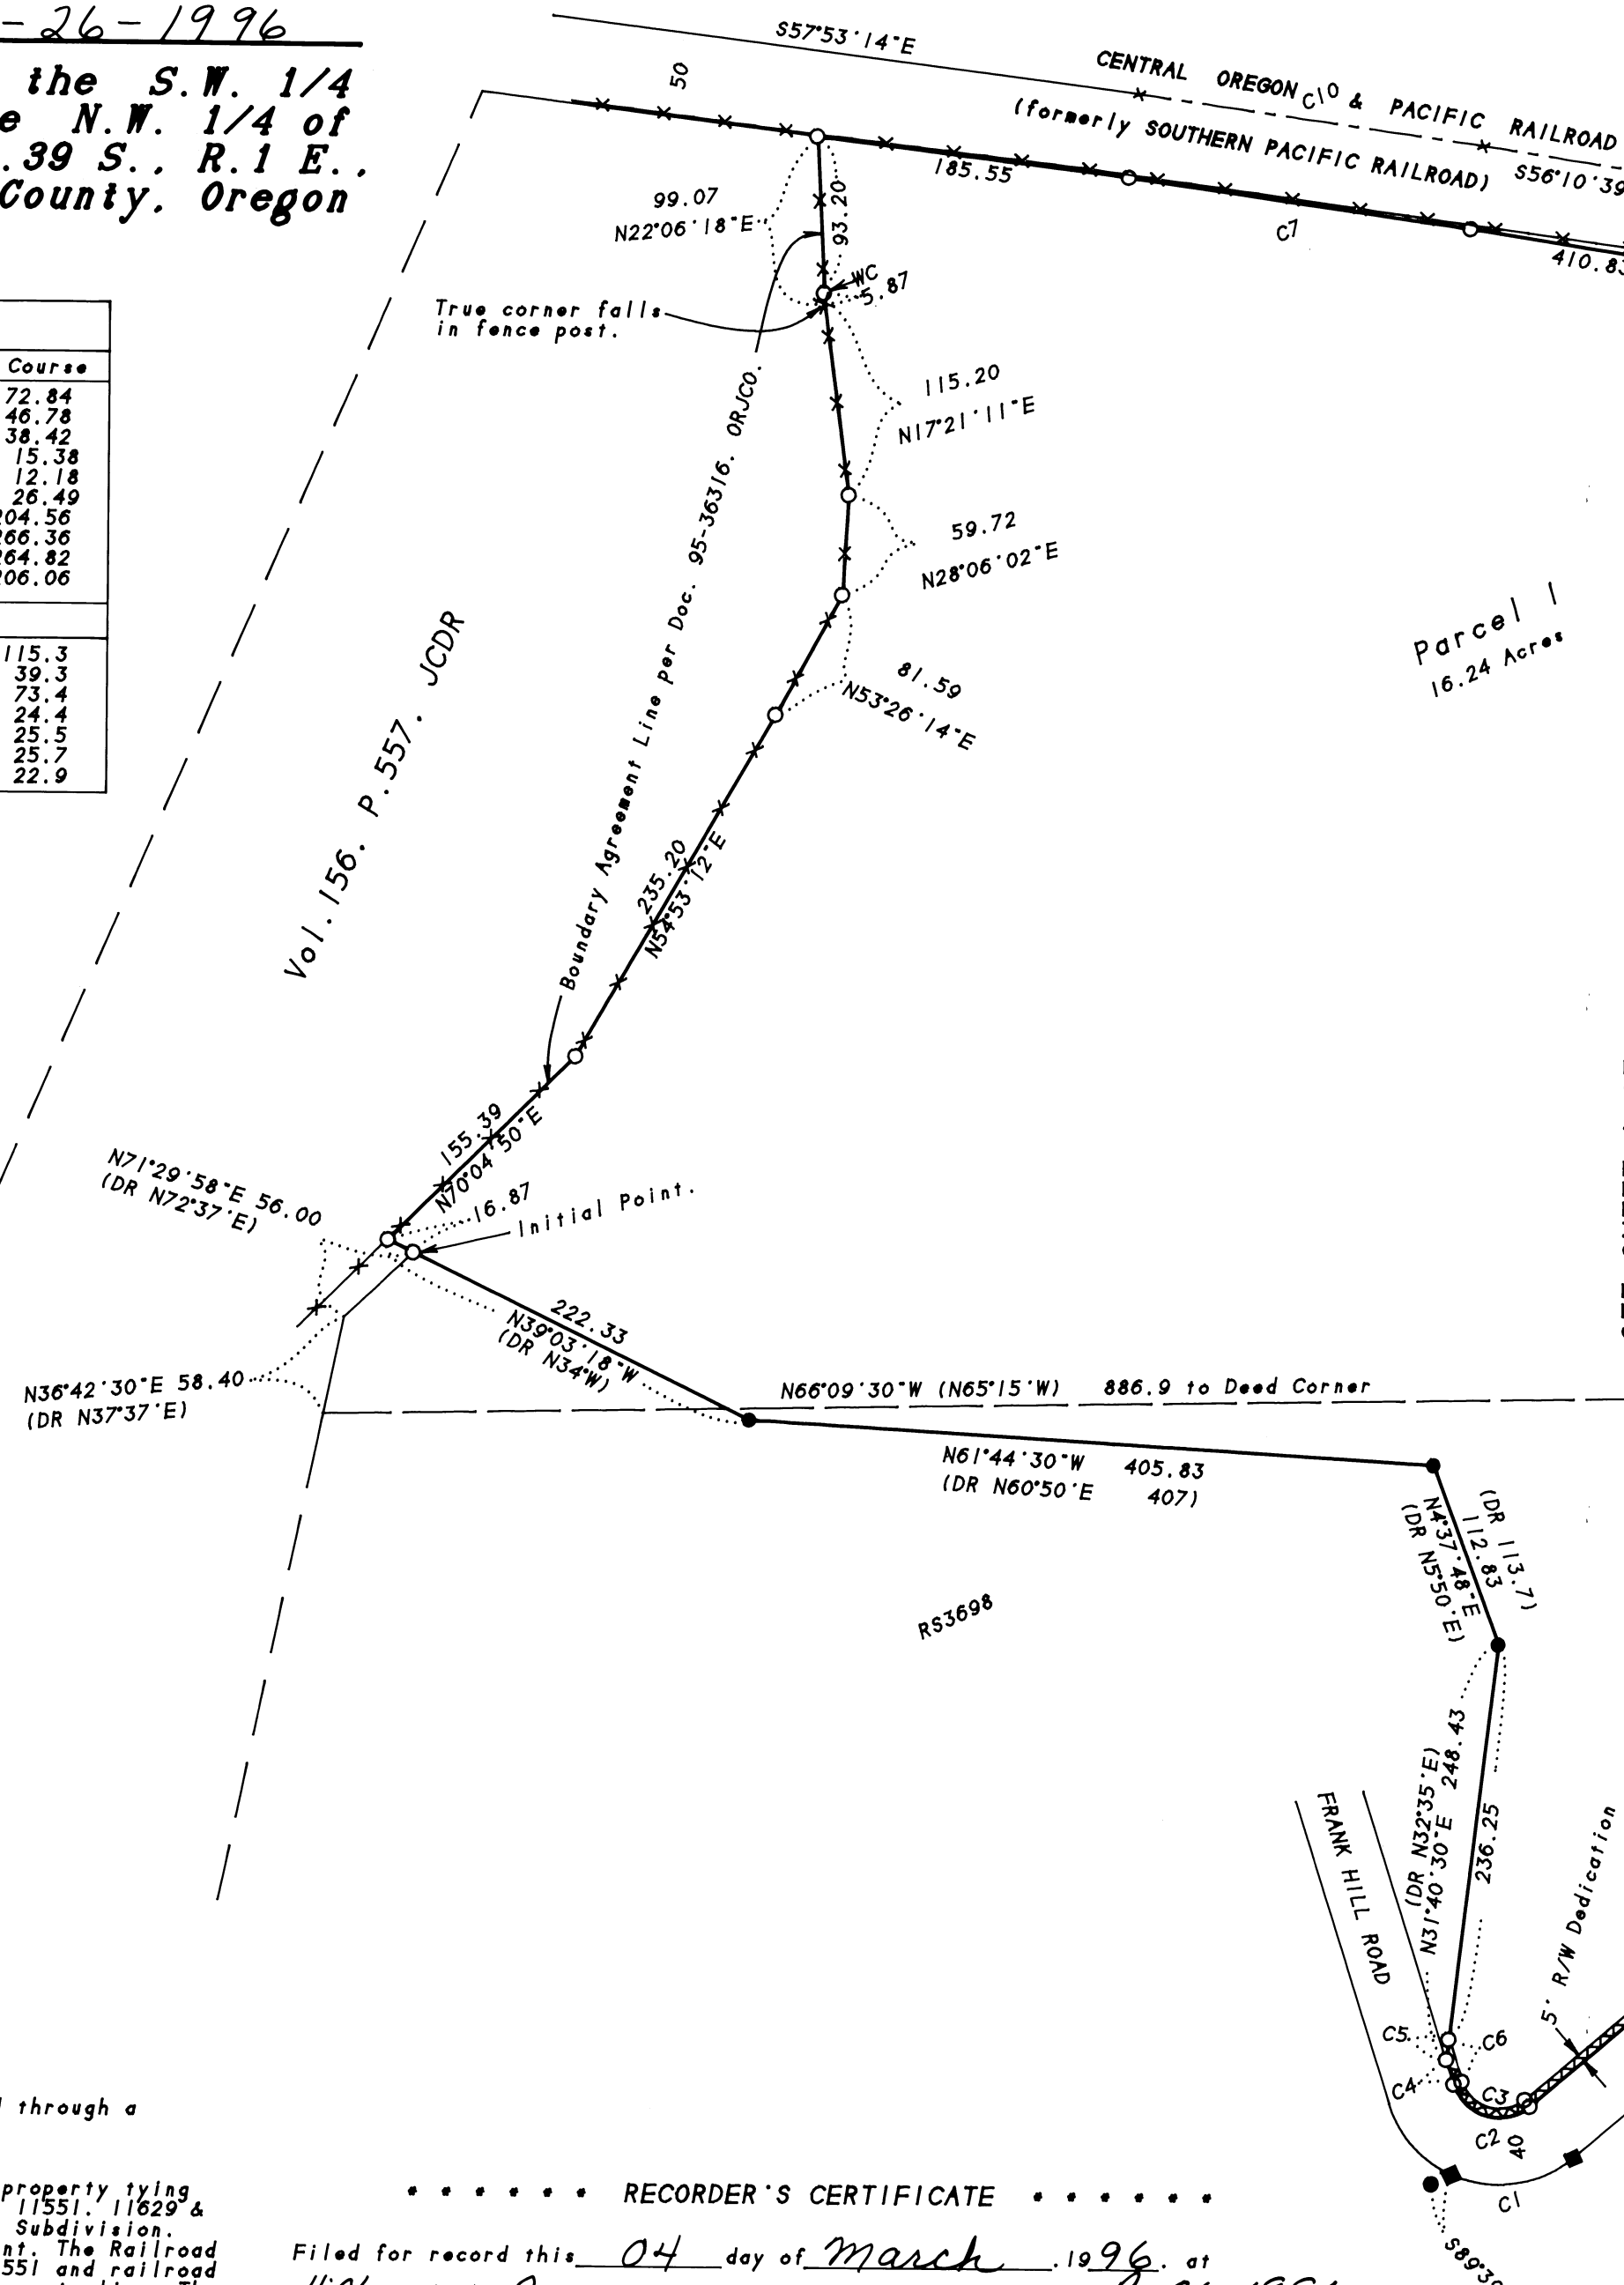 -26-1996
the S.W. 1/4
N.W. 1/4 of
.39 S., R.1 E.,
County, Oregon
S57°53'14"E
CENTRAL OREGON & PACIFIC RAILROAD
C10
(formerly SOUTHERN PACIFIC RAILROAD)
S56°10'39
50
185.55
C7
410.83
99.07
N22°06'18"E
93.20
WC
5.87
True corner falls
in fence post.
115.20
N17°21'11"E
59.72
N28°06'02"E
81.59
N53°26'14"E
Course
72.84
46.78
38.42
15.38
12.18
26.49
204.56
266.36
264.82
206.06
115.3
39.3
73.4
24.4
25.5
25.7
22.9
Parcel 1
16.24 Acres
Vol.156, P.557, JCDR
Boundary Agreement Line per Doc. 95-36316, ORJCO.
235.20
N54°53'12"E
155.39
N70°04'50"E
16.87
Initial Point.
N71°29'58"E 56.00
(DR N72°37'E)
222.33
N39°03'18"W
(DR N34°W)
N36°42'30"E 58.40
(DR N37°37'E)
N66°09'30"W (N65°15'W) 886.9 to Deed Corner
N61°44'30"W 405.83
(DR N60°50'E 407)
(DR 113.7)
112.83
N4°37'48"E
(DR N5°50'E)
RS3698
(DR N32°35'E)
N31°40'30"E 248.43
236.25
FRANK HILL ROAD
5' R/W Dedication
C5
C6
C4
C3
C2
40
C1
S89°39
through a
property tying
11551, 11629 &
Subdivision.
nt. The Railroad
551 and railroad
* * * * * * RECORDER'S CERTIFICATE * * * * * *
Filed for record this 04 day of March, 1996, at